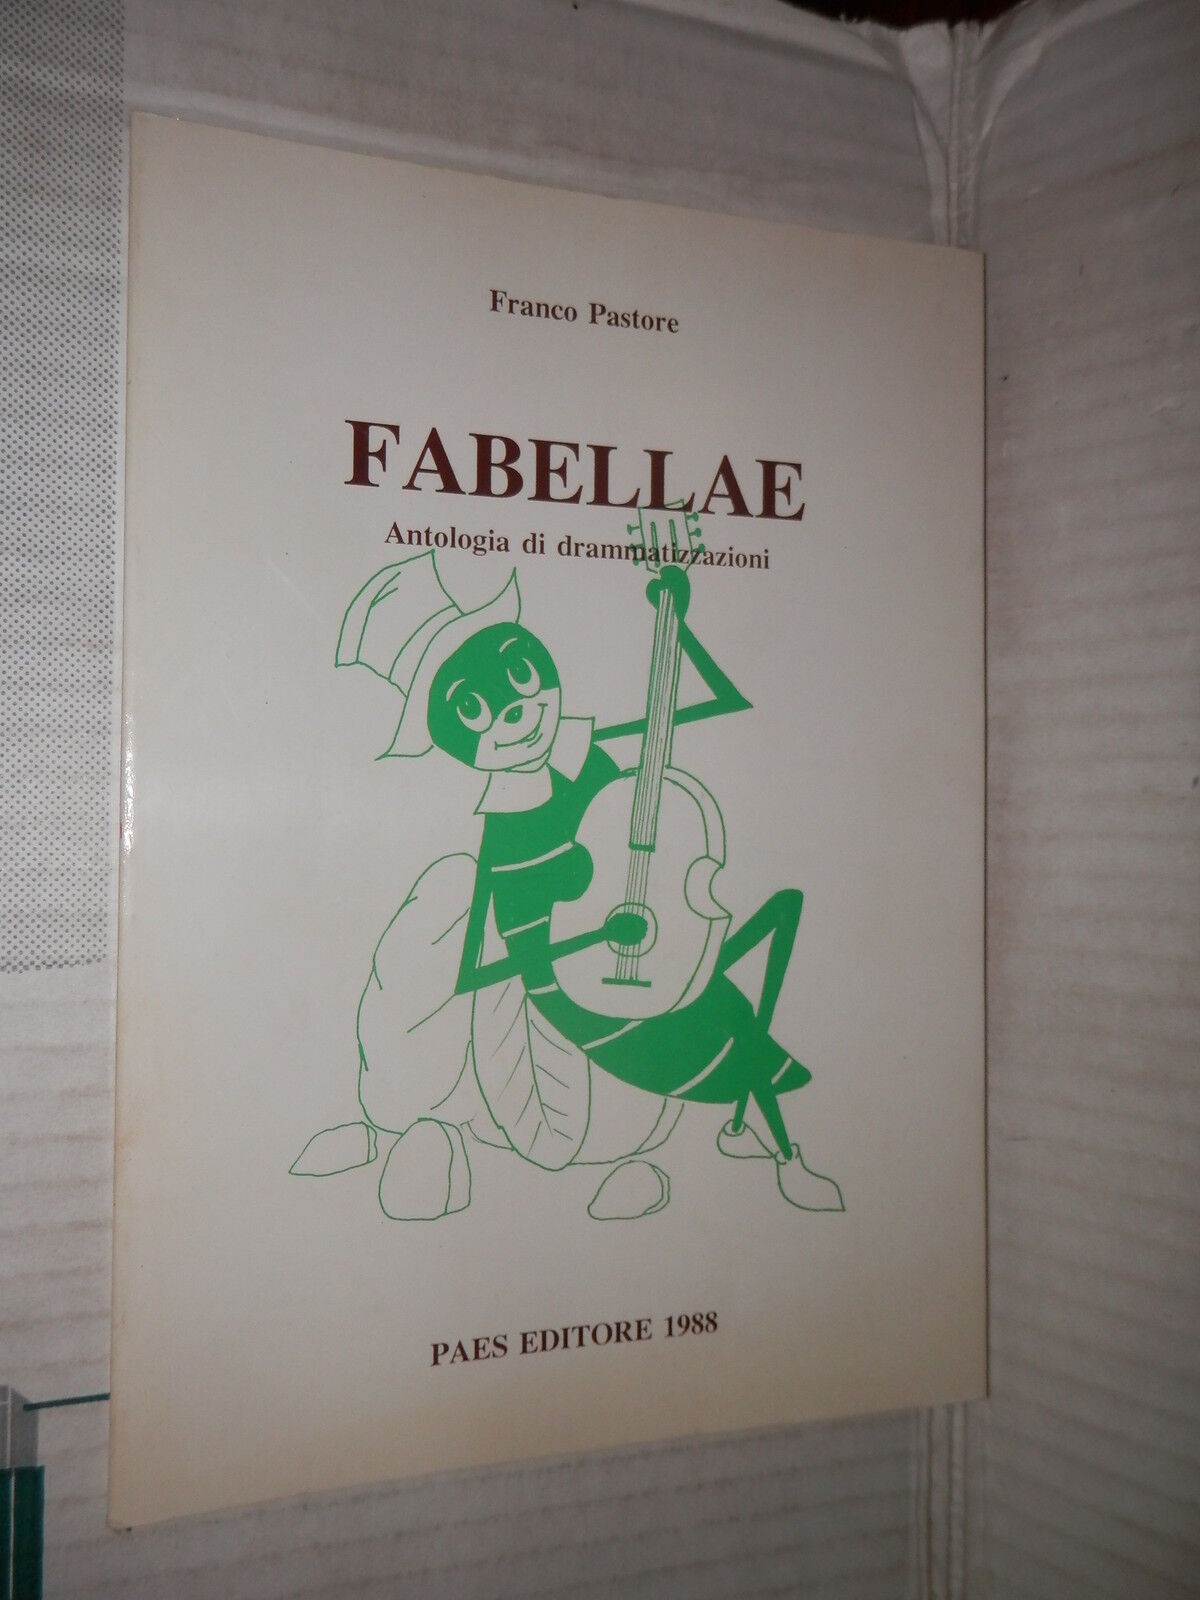 Franco Pastore
FABELLAE
Antologia di drammatizzazioni
PAES EDITORE 1988